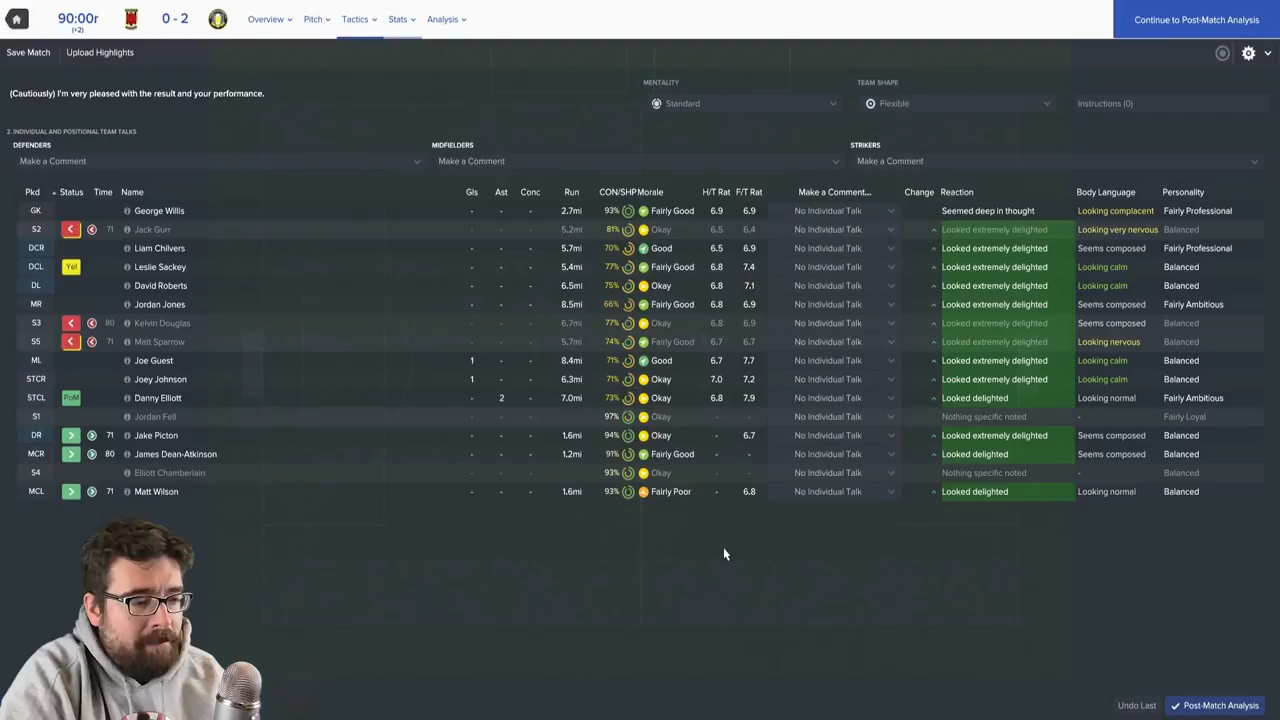 90:00r 0 - 2 Overview Pitch Tactics Stats Analysis Continue to Post-Match Analysis
(+2)
Save Match Upload Highlights
MENTALITY TEAM SHAPE
(Cautiously) I'm very pleased with the result and your performance.
Standard Flexible Instructions (0)
2. INDIVIDUAL AND POSITIONAL TEAM TALKS
DEFENDERS MIDFIELDERS STRIKERS
Make a Comment Make a Comment Make a Comment
Pkd Status Time Name Gls Ast Conc Run CON/SHP Morale H/T Rat F/T Rat Make a Comment... Change Reaction Body Language Personality
GK George Willis - - - 2.7mi 93% Fairly Good 6.9 6.9 No Individual Talk Seemed deep in thought Looking complacent Fairly Professional
S2 71 Jack Gurr - - - 5.2mi 81% Okay 6.5 6.4 No Individual Talk Looked extremely delighted Looking very nervous Balanced
DCR Liam Chilvers - - - 5.7mi 70% Good 6.5 6.9 No Individual Talk Looked extremely delighted Seems composed Fairly Professional
DCL Yel Leslie Sackey - - - 5.4mi 77% Fairly Good 6.8 7.4 No Individual Talk Looked extremely delighted Looking calm Balanced
DL David Roberts - - - 6.5mi 75% Okay 6.8 7.1 No Individual Talk Looked extremely delighted Looking calm Balanced
MR Jordan Jones - - - 8.5mi 66% Fairly Good 6.8 6.9 No Individual Talk Looked extremely delighted Seems composed Fairly Ambitious
S3 80 Kelvin Douglas - - - 6.7mi 77% Okay 6.8 6.9 No Individual Talk Looked extremely delighted Seems composed Balanced
S5 71 Matt Sparrow - - - 5.7mi 74% Fairly Good 6.7 6.7 No Individual Talk Looked extremely delighted Looking nervous Balanced
ML Joe Guest 1 - - 8.4mi 71% Good 6.7 7.7 No Individual Talk Looked extremely delighted Looking calm Balanced
STCR Joey Johnson 1 - - 6.3mi 71% Okay 7.0 7.2 No Individual Talk Looked extremely delighted Looking calm Balanced
STCL PoM Danny Elliott - 2 - 7.0mi 73% Okay 6.8 7.9 No Individual Talk Looked delighted Looking normal Fairly Ambitious
S1 Jordan Fell - - - - 97% Okay - - No Individual Talk Nothing specific noted - Fairly Loyal
DR 71 Jake Picton - - - 1.6mi 94% Okay - 6.7 No Individual Talk Looked extremely delighted Seems composed Balanced
MCR 80 James Dean-Atkinson - - - 1.2mi 91% Fairly Good - - No Individual Talk Looked delighted Seems composed Balanced
S4 Elliott Chamberlain - - - - 93% Okay - - No Individual Talk Nothing specific noted - Balanced
MCL 71 Matt Wilson - - - 1.6mi 93% Fairly Poor - 6.8 No Individual Talk Looked delighted Looking normal Balanced
Undo Last Post-Match Analysis